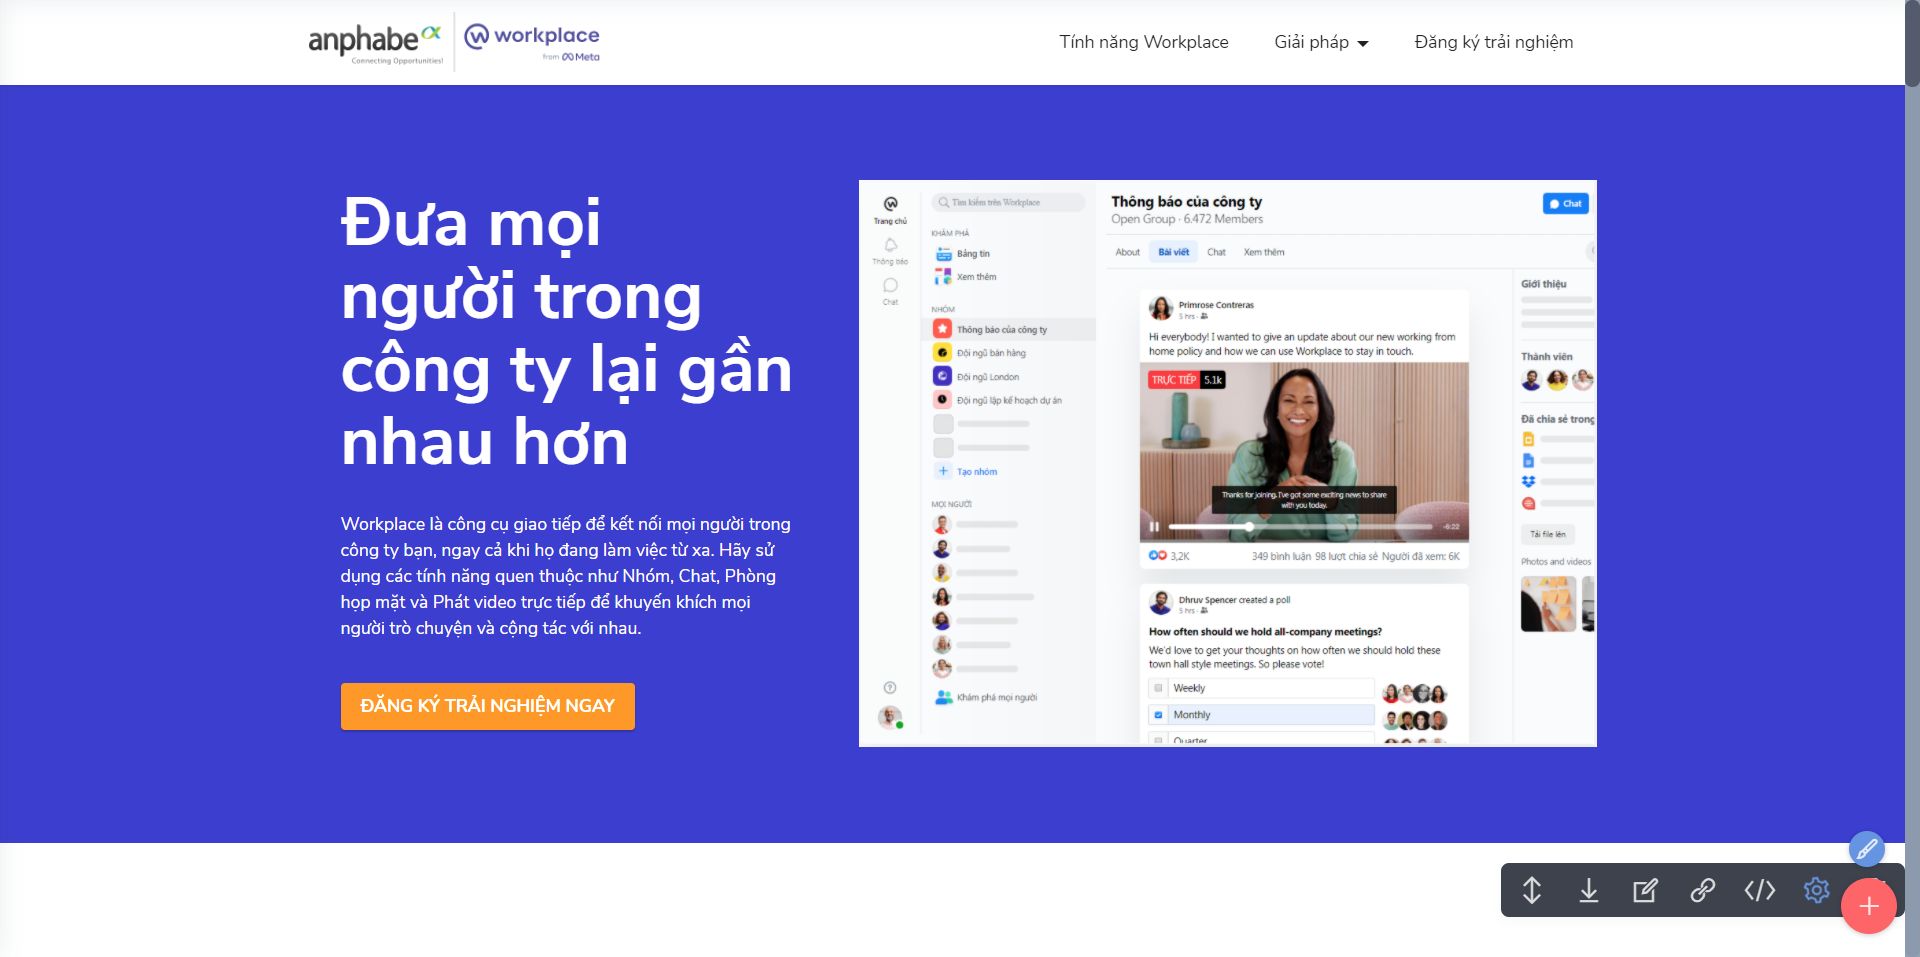 anphabe
Connecting Opportunities!
workplace
from Meta
Tính năng Workplace
Giải pháp
Đăng ký trải nghiệm
Đưa mọi
người trong
công ty lại gần
nhau hơn
Workplace là công cụ giao tiếp để kết nối mọi người trong
công ty bạn, ngay cả khi họ đang làm việc từ xa. Hãy sử
dụng các tính năng quen thuộc như Nhóm, Chat, Phòng
họp mặt và Phát video trực tiếp để khuyến khích mọi
người trò chuyện và cộng tác với nhau.
ĐĂNG KÝ TRẢI NGHIỆM NGAY
Trang chủ
Thông báo
Chat
Tìm kiếm trên Workplace
KHÁM PHÁ
Bảng tin
Xem thêm
NHÓM
Thông báo của công ty
Đội ngũ bán hàng
Đội ngũ London
Đội ngũ lập kế hoạch dự án
Tạo nhóm
MỌI NGƯỜI
Khám phá mọi người
Thông báo của công ty
Open Group · 6.472 Members
Chat
About
Bài viết
Chat
Xem thêm
Primrose Contreras
5 hrs ·
Hi everybody! I wanted to give an update about our new working from
home policy and how we can use Workplace to stay in touch.
TRỰC TIẾP 5.1k
Thanks for joining. I've got some exciting news to share
with you today.
-6:22
3,2K
349 bình luận 98 lượt chia sẻ Người đã xem: 6K
Dhruv Spencer created a poll
5 hrs ·
How often should we hold all-company meetings?
We'd love to get your thoughts on how often we should hold these
town hall style meetings. So please vote!
Weekly
Monthly
Quarter
Giới thiệu
Thành viên
Đã chia sẻ trong
Tải file lên
Photos and videos